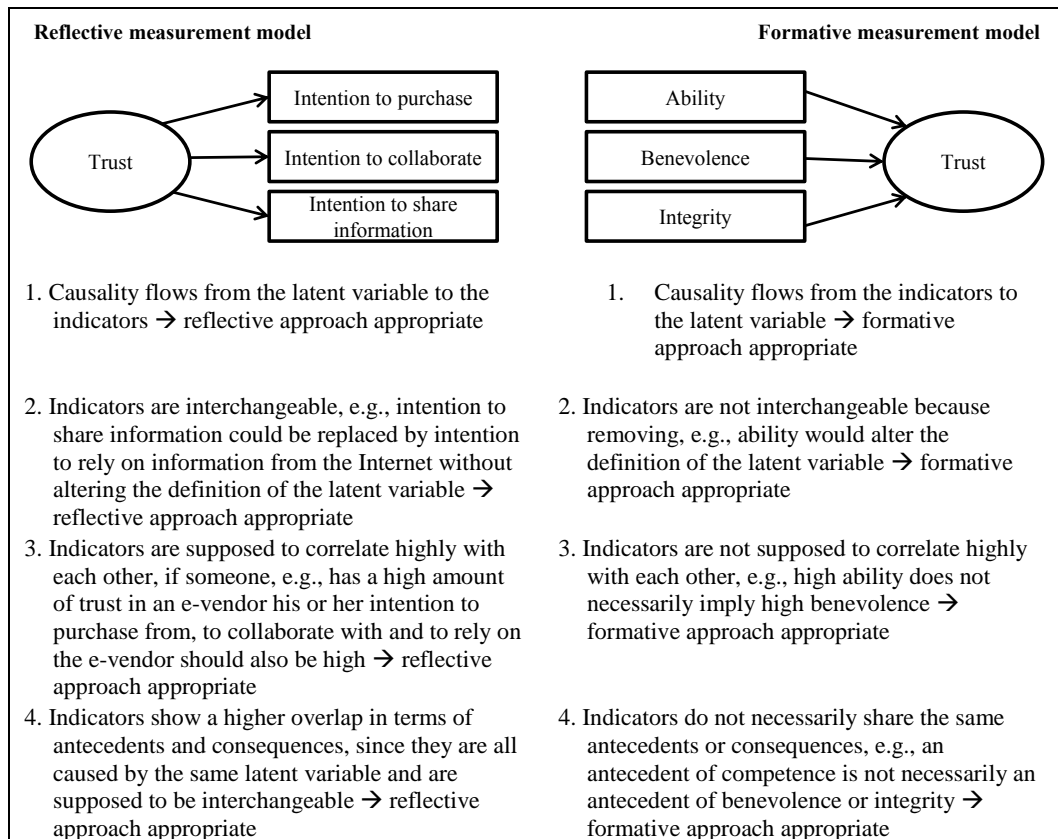 Reflective measurement model
Formative measurement model
Trust
Intention to purchase
Intention to collaborate
Intention to share
information
Ability
Benevolence
Integrity
Trust
1. Causality flows from the latent variable to the
indicators → reflective approach appropriate
1. Causality flows from the indicators to
the latent variable → formative
approach appropriate
2. Indicators are interchangeable, e.g., intention to
share information could be replaced by intention
to rely on information from the Internet without
altering the definition of the latent variable →
reflective approach appropriate
2. Indicators are not interchangeable because
removing, e.g., ability would alter the
definition of the latent variable → formative
approach appropriate
3. Indicators are supposed to correlate highly with
each other, if someone, e.g., has a high amount
of trust in an e-vendor his or her intention to
purchase from, to collaborate with and to rely on
the e-vendor should also be high → reflective
approach appropriate
3. Indicators are not supposed to correlate highly
with each other, e.g., high ability does not
necessarily imply high benevolence →
formative approach appropriate
4. Indicators show a higher overlap in terms of
antecedents and consequences, since they are all
caused by the same latent variable and are
supposed to be interchangeable → reflective
approach appropriate
4. Indicators do not necessarily share the same
antecedents or consequences, e.g., an
antecedent of competence is not necessarily an
antecedent of benevolence or integrity →
formative approach appropriate